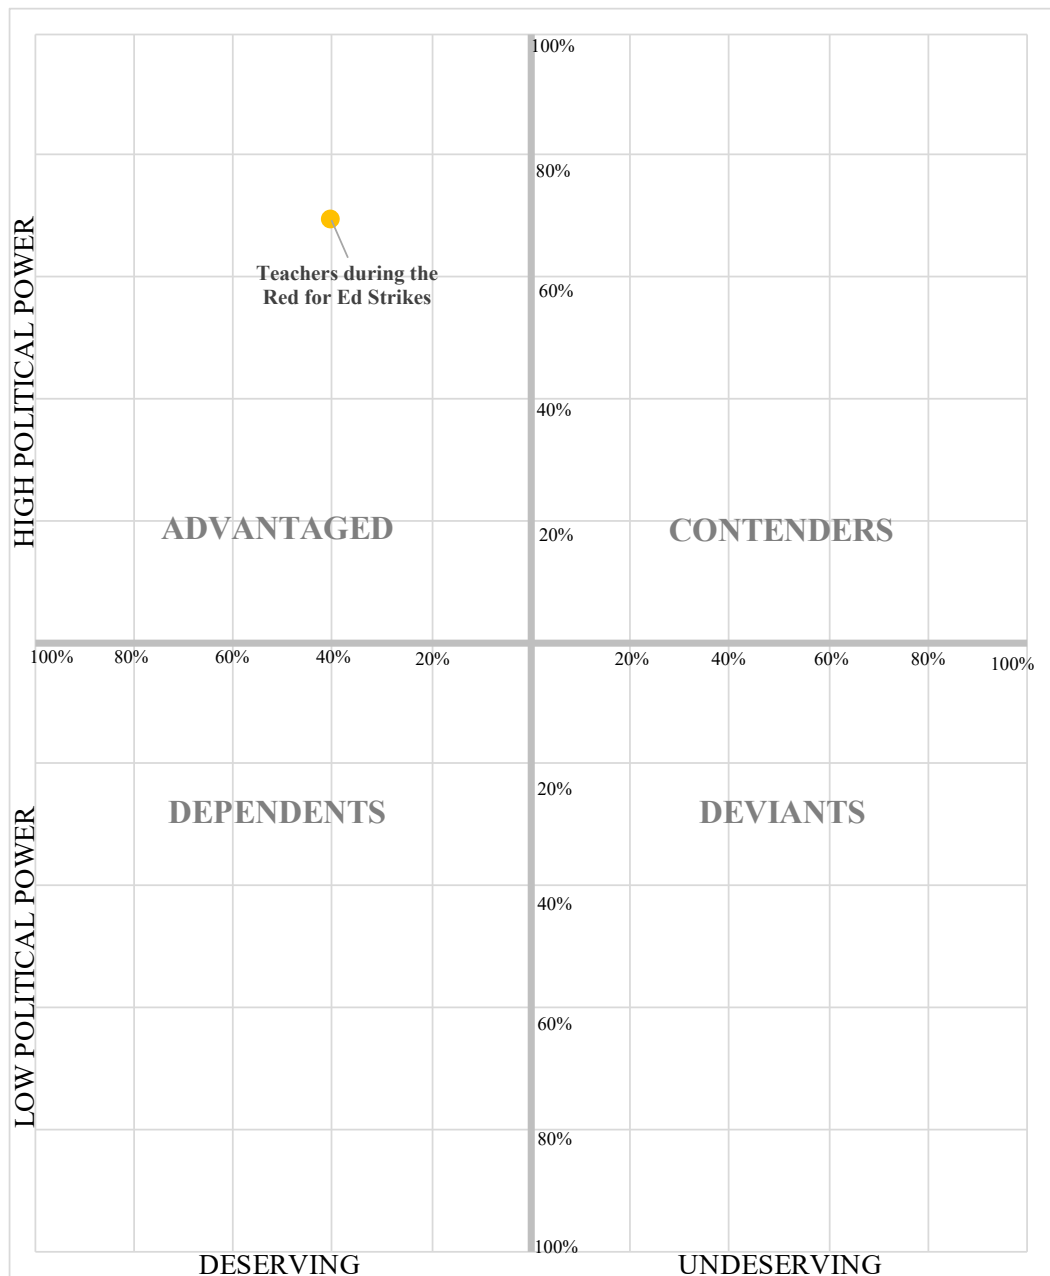 100%
80%
Teachers during the
Red for Ed Strikes
60%
HIGH POLITICAL POWER
40%
ADVANTAGED
CONTENDERS
20%
100% 80% 60% 40% 20% 20% 40% 60% 80% 100%
20%
DEPENDENTS
DEVIANTS
LOW POLITICAL POWER
40%
60%
80%
100%
DESERVING
UNDESERVING